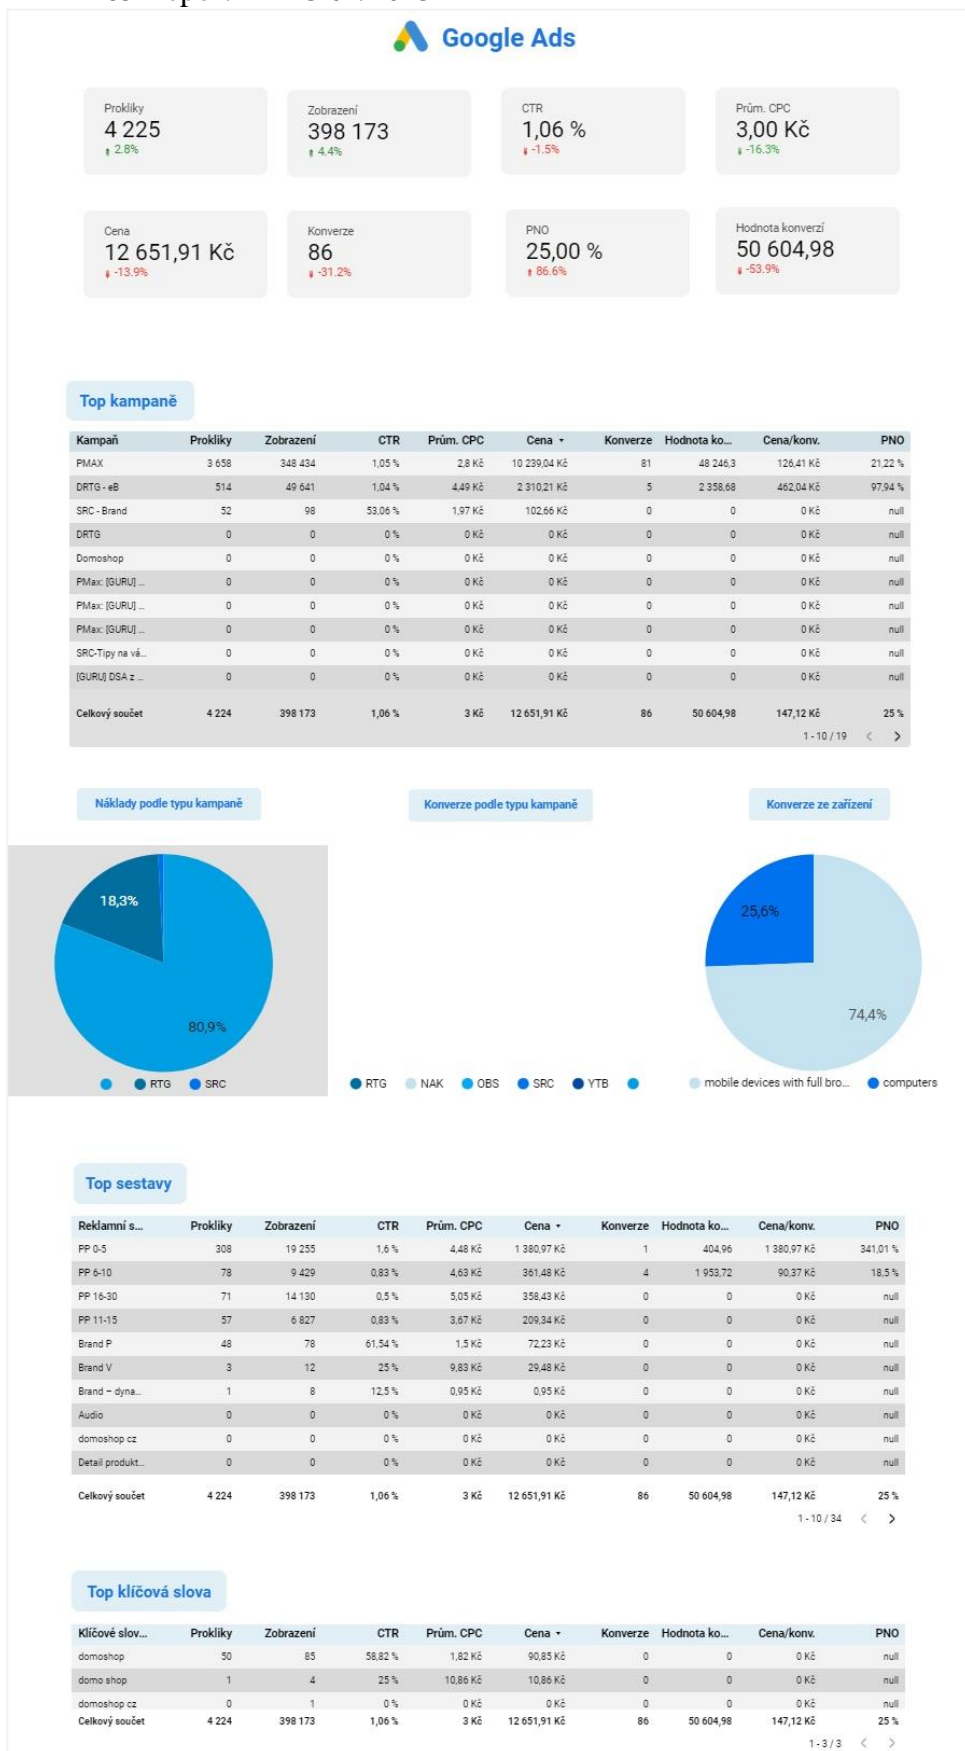 Google Ads
Prokliky
4 225
2.8%
Zobrazení
398 173
4.4%
CTR
1,06 %
-1.5%
Prům. CPC
3,00 Kč
-16.3%
Cena
12 651,91 Kč
-13.9%
Konverze
86
-31.2%
PNO
25,00 %
86.6%
Hodnota konverzí
50 604,98
-53.9%
Top kampaně
Kampaň Prokliky Zobrazení CTR Prům. CPC Cena Konverze Hodnota ko... Cena/konv. PNO
PMAX 3 658 348 434 1,05 % 2,8 Kč 10 239,04 Kč 81 48 246,3 126,41 Kč 21,22 %
DRTG - eB 514 49 641 1,04 % 4,49 Kč 2 310,21 Kč 5 2 358,68 462,04 Kč 97,94 %
SRC - Brand 52 98 53,06 % 1,97 Kč 102,66 Kč 0 0 0 Kč null
DRTG 0 0 0 % 0 Kč 0 Kč 0 0 0 Kč null
Domoshop 0 0 0 % 0 Kč 0 Kč 0 0 0 Kč null
PMax: [GURU] ... 0 0 0 % 0 Kč 0 Kč 0 0 0 Kč null
PMax: [GURU] ... 0 0 0 % 0 Kč 0 Kč 0 0 0 Kč null
PMax: [GURU] ... 0 0 0 % 0 Kč 0 Kč 0 0 0 Kč null
SRC-Tipy na vá... 0 0 0 % 0 Kč 0 Kč 0 0 0 Kč null
[GURU] DSA z ... 0 0 0 % 0 Kč 0 Kč 0 0 0 Kč null
Celkový součet 4 224 398 173 1,06 % 3 Kč 12 651,91 Kč 86 50 604,98 147,12 Kč 25 %
1 - 10 / 19 < >
Náklady podle typu kampaně
Konverze podle typu kampaně
Konverze ze zařízení
18,3%
80,9%
RTG SRC
RTG NAK OBS SRC YTB
25,6%
74,4%
mobile devices with full bro... computers
Top sestavy
Reklamní s... Prokliky Zobrazení CTR Prům. CPC Cena Konverze Hodnota ko... Cena/konv. PNO
PP 0-5 308 19 255 1,6 % 4,48 Kč 1 380,97 Kč 1 404,96 1 380,97 Kč 341,01 %
PP 6-10 78 9 429 0,83 % 4,63 Kč 361,48 Kč 4 1 953,72 90,37 Kč 18,5 %
PP 16-30 71 14 130 0,5 % 5,05 Kč 358,43 Kč 0 0 0 Kč null
PP 11-15 57 6 827 0,83 % 3,67 Kč 209,34 Kč 0 0 0 Kč null
Brand P 48 78 61,54 % 1,5 Kč 72,23 Kč 0 0 0 Kč null
Brand V 3 12 25 % 9,83 Kč 29,48 Kč 0 0 0 Kč null
Brand – dyna... 1 8 12,5 % 0,95 Kč 0,95 Kč 0 0 0 Kč null
Audio 0 0 0 % 0 Kč 0 Kč 0 0 0 Kč null
domoshop cz 0 0 0 % 0 Kč 0 Kč 0 0 0 Kč null
Detail produkt... 0 0 0 % 0 Kč 0 Kč 0 0 0 Kč null
Celkový součet 4 224 398 173 1,06 % 3 Kč 12 651,91 Kč 86 50 604,98 147,12 Kč 25 %
1 - 10 / 34 < >
Top klíčová slova
Klíčové slov... Prokliky Zobrazení CTR Prům. CPC Cena Konverze Hodnota ko... Cena/konv. PNO
domoshop 50 85 58,82 % 1,82 Kč 90,85 Kč 0 0 0 Kč null
domo shop 1 4 25 % 10,86 Kč 10,86 Kč 0 0 0 Kč null
domoshop cz 0 1 0 % 0 Kč 0 Kč 0 0 0 Kč null
Celkový součet 4 224 398 173 1,06 % 3 Kč 12 651,91 Kč 86 50 604,98 147,12 Kč 25 %
1 - 3 / 3 < >